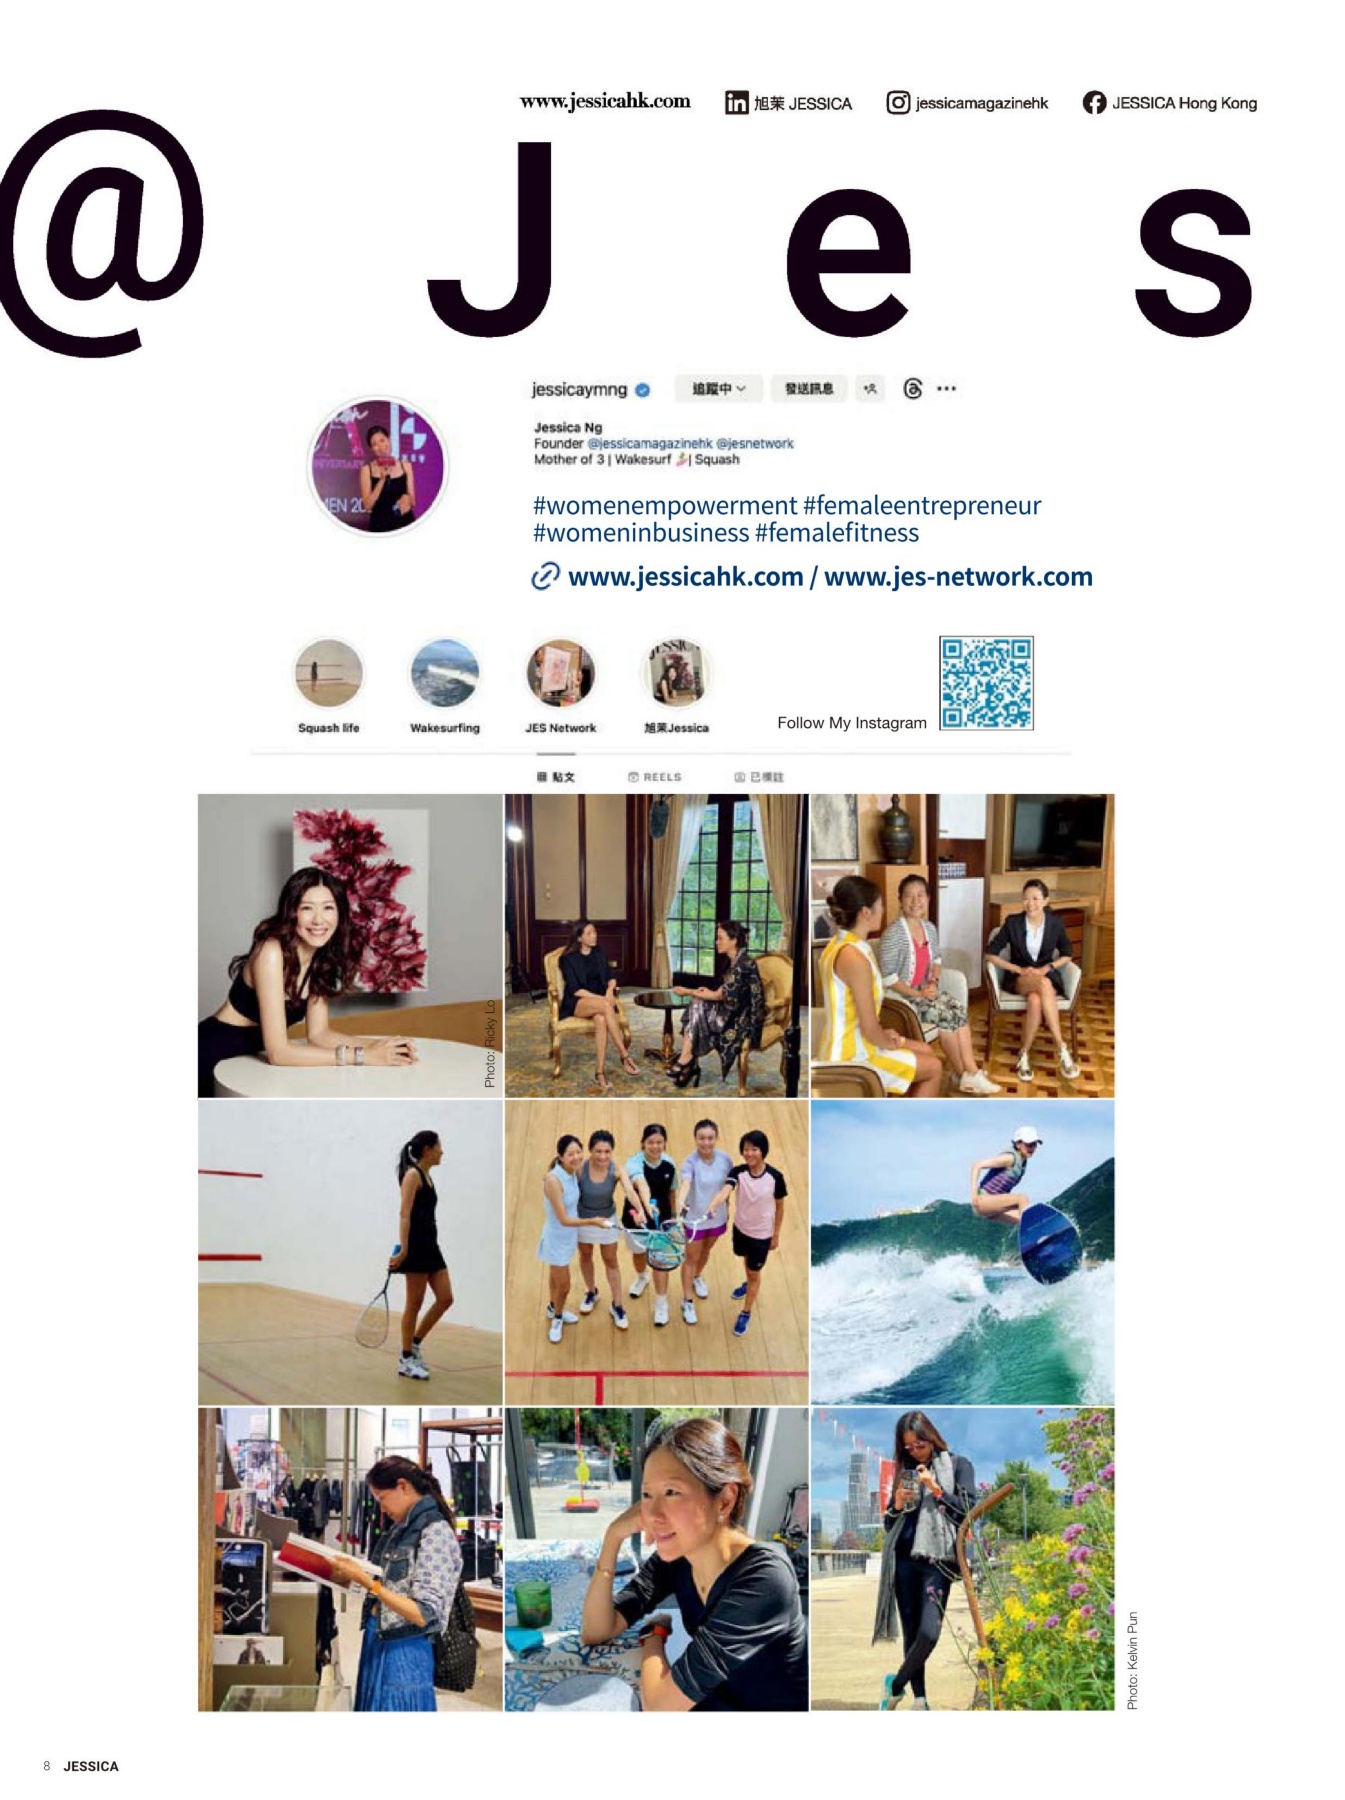 www.jessicahk.com
in 旭茉 JESSICA
jessicamagazinehk
JESSICA Hong Kong
@ Jes
jessicaymng
追蹤中
發送訊息
Jessica Ng
Founder @jessicamagazinehk @jesnetwork
Mother of 3 | Wakesurf | Squash
#womenempowerment #femaleentrepreneur
#womeninbusiness #femalefitness
www.jessicahk.com / www.jes-network.com
Squash life
Wakesurfing
JES Network
旭茉Jessica
Follow My Instagram
貼文
REELS
已標註
Photo: Ricky Lo
Photo: Kelvin Pun
8 JESSICA